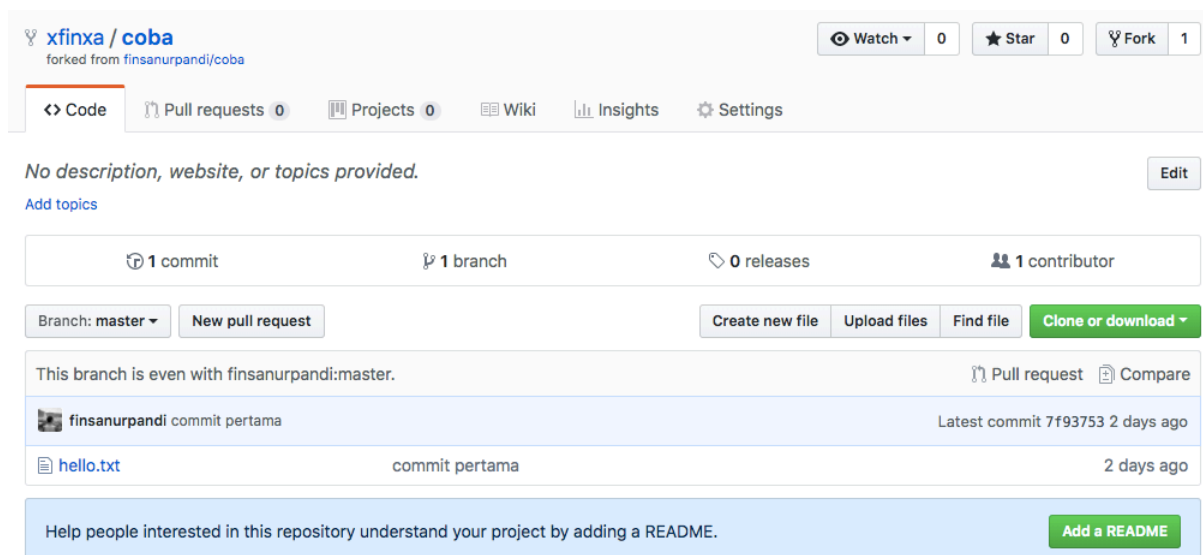 xfinxa / coba
forked from finsanurpandi/coba
Watch 0 Star 0 Fork 1
Code Pull requests 0 Projects 0 Wiki Insights Settings
No description, website, or topics provided.
Edit
Add topics
1 commit 1 branch 0 releases 1 contributor
Branch: master New pull request Create new file Upload files Find file Clone or download
This branch is even with finsanurpandi:master. Pull request Compare
finsanurpandi commit pertama Latest commit 7f93753 2 days ago
hello.txt commit pertama 2 days ago
Help people interested in this repository understand your project by adding a README. Add a README